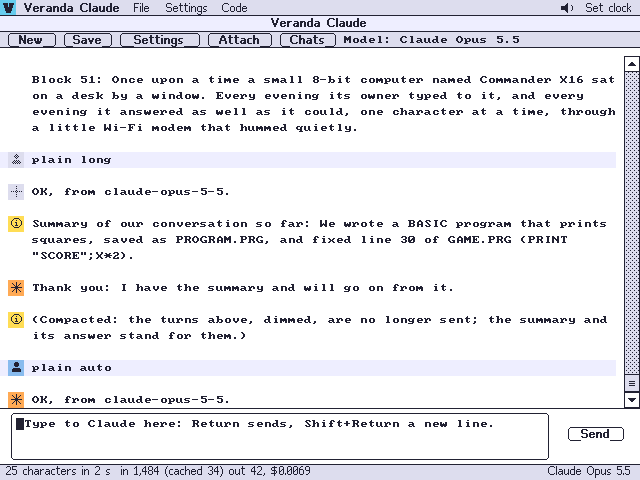 Veranda Claude File Settings Code Set clock
Veranda Claude
New Save Settings Attach Chats Model: Claude Opus 5.5
Block 51: Once upon a time a small 8-bit computer named Commander X16 sat
on a desk by a window. Every evening its owner typed to it, and every
evening it answered as well as it could, one character at a time, through
a little Wi-Fi modem that hummed quietly.
plain long
OK, from claude-opus-5-5.
Summary of our conversation so far: We wrote a BASIC program that prints
squares, saved as PROGRAM.PRG, and fixed line 30 of GAME.PRG (PRINT
"SCORE";X*2).
Thank you: I have the summary and will go on from it.
(Compacted: the turns above, dimmed, are no longer sent; the summary and
its answer stand for them.)
plain auto
OK, from claude-opus-5-5.
Type to Claude here: Return sends, Shift+Return a new line.
Send
25 characters in 2 s in 1,484 (cached 34) out 42, $0.0069 Claude Opus 5.5